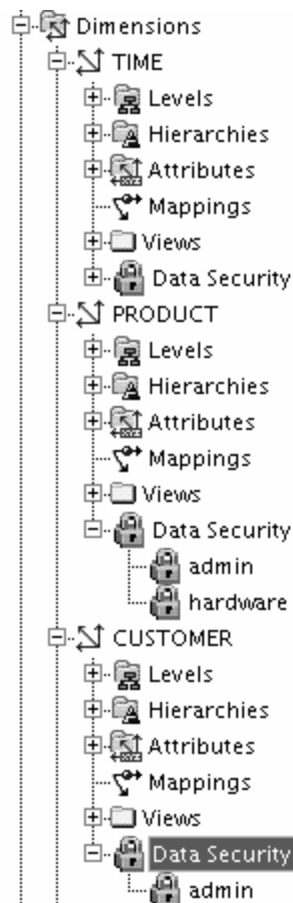 Dimensions
TIME
Levels
Hierarchies
Attributes
Mappings
Views
Data Security
PRODUCT
Levels
Hierarchies
Attributes
Mappings
Views
Data Security
admin
hardware
CUSTOMER
Levels
Hierarchies
Attributes
Mappings
Views
Data Security
admin